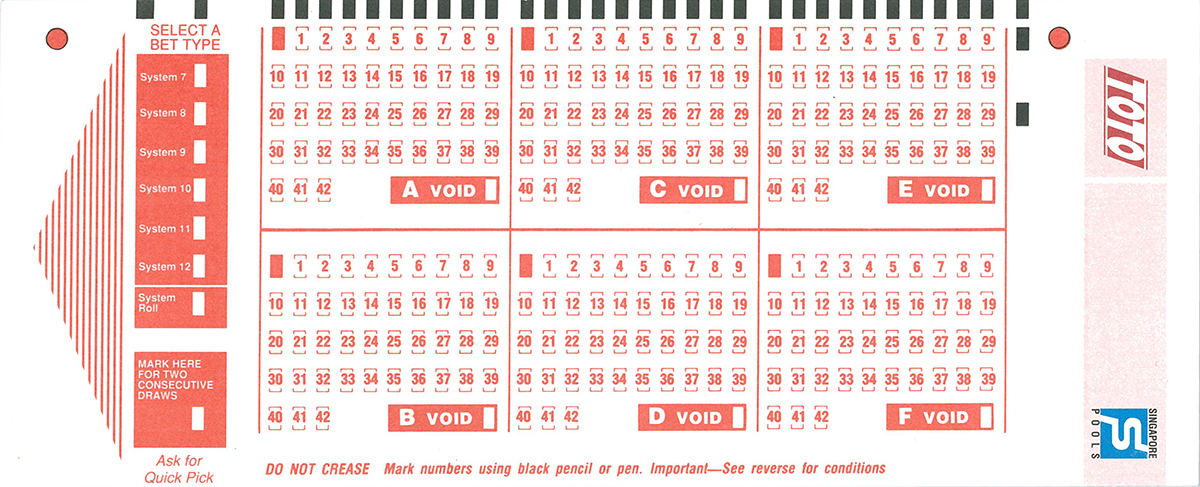 SELECT A
BET TYPE
System 7
System 8
System 9
System 10
System 11
System 12
System
Roll
MARK HERE
FOR TWO
CONSECUTIVE
DRAWS
Ask for
Quick Pick
1 2 3 4 5 6 7 8 9
10 11 12 13 14 15 16 17 18 19
20 21 22 23 24 25 26 27 28 29
30 31 32 33 34 35 36 37 38 39
40 41 42 A VOID
1 2 3 4 5 6 7 8 9
10 11 12 13 14 15 16 17 18 19
20 21 22 23 24 25 26 27 28 29
30 31 32 33 34 35 36 37 38 39
40 41 42 B VOID
1 2 3 4 5 6 7 8 9
10 11 12 13 14 15 16 17 18 19
20 21 22 23 24 25 26 27 28 29
30 31 32 33 34 35 36 37 38 39
40 41 42 C VOID
1 2 3 4 5 6 7 8 9
10 11 12 13 14 15 16 17 18 19
20 21 22 23 24 25 26 27 28 29
30 31 32 33 34 35 36 37 38 39
40 41 42 D VOID
1 2 3 4 5 6 7 8 9
10 11 12 13 14 15 16 17 18 19
20 21 22 23 24 25 26 27 28 29
30 31 32 33 34 35 36 37 38 39
40 41 42 E VOID
1 2 3 4 5 6 7 8 9
10 11 12 13 14 15 16 17 18 19
20 21 22 23 24 25 26 27 28 29
30 31 32 33 34 35 36 37 38 39
40 41 42 F VOID
DO NOT CREASE Mark numbers using black pencil or pen. Important—See reverse for conditions
TOTO
SINGAPORE
POOLS